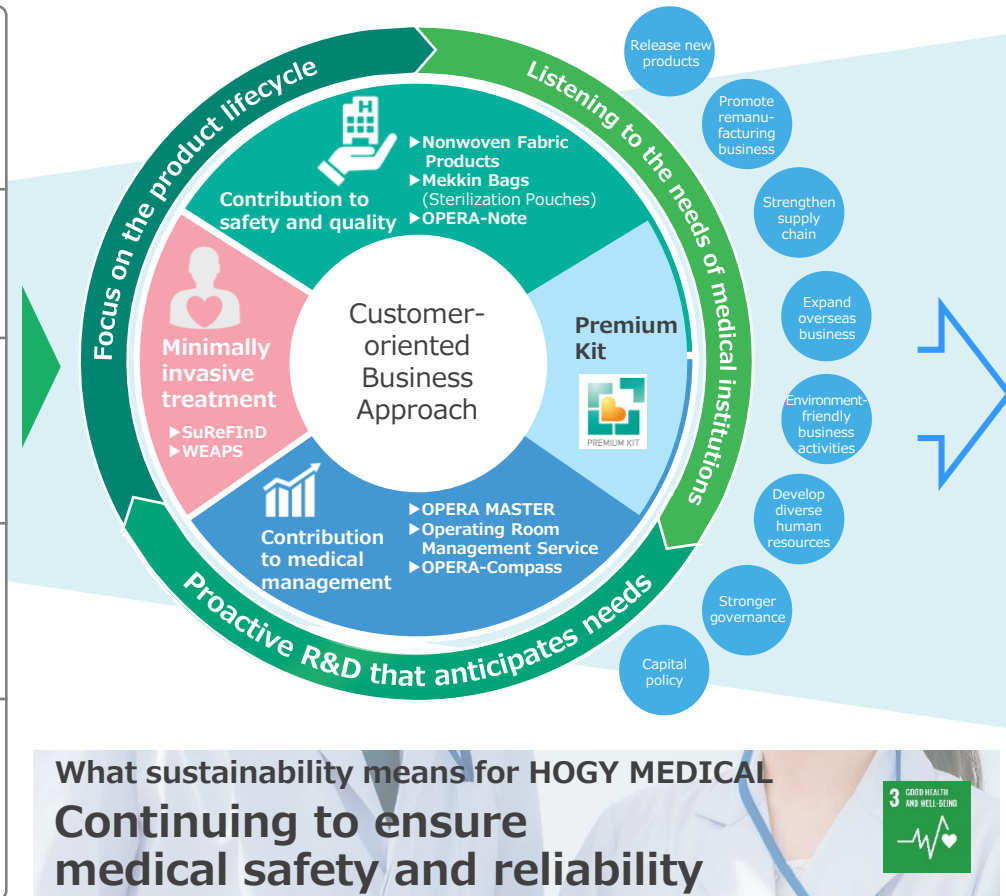 Focus on the product lifecycle
Listening to the needs of medical institutions
Proactive R&D that anticipates needs
H
Contribution to
safety and quality
▶Nonwoven Fabric
Products
▶Mekkin Bags
(Sterilization Pouches)
▶OPERA-Note
Minimally
invasive
treatment
▶SuReFInD
▶WEAPS
Customer-
oriented
Business
Approach
Premium
Kit
PREMIUM KIT
Contribution
to medical
management
▶OPERA MASTER
▶Operating Room
Management Service
▶OPERA-Compass
Release new
products
Promote
remanu-
facturing
business
Strengthen
supply
chain
Expand
overseas
business
Environment-
friendly
business
activities
Develop
diverse
human
resources
Stronger
governance
Capital
policy
What sustainability means for HOGY MEDICAL
Continuing to ensure
medical safety and reliability
3 GOOD HEALTH
AND WELL-BEING